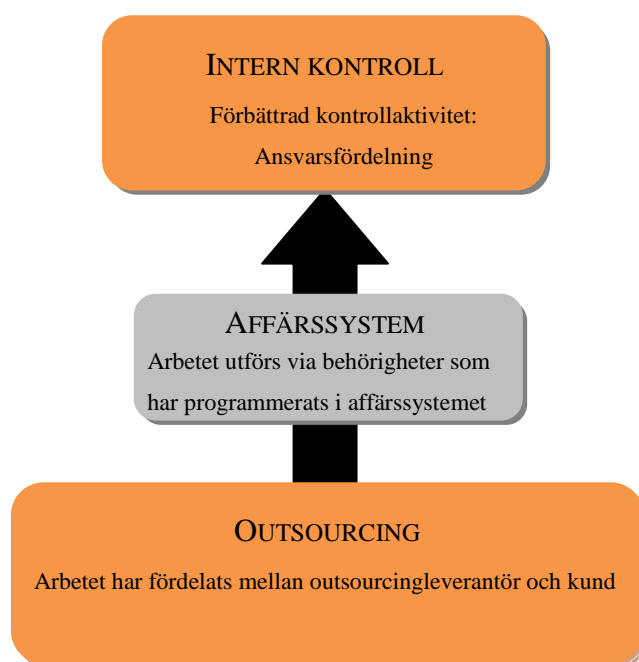 INTERN KONTROLL
Förbättrad kontrollaktivitet:
Ansvarsfördelning
AFFÄRSSYSTEM
Arbetet utförs via behörigheter som
har programmerats i affärssystemet
OUTSOURCING
Arbetet har fördelats mellan outsourcingleverantör och kund